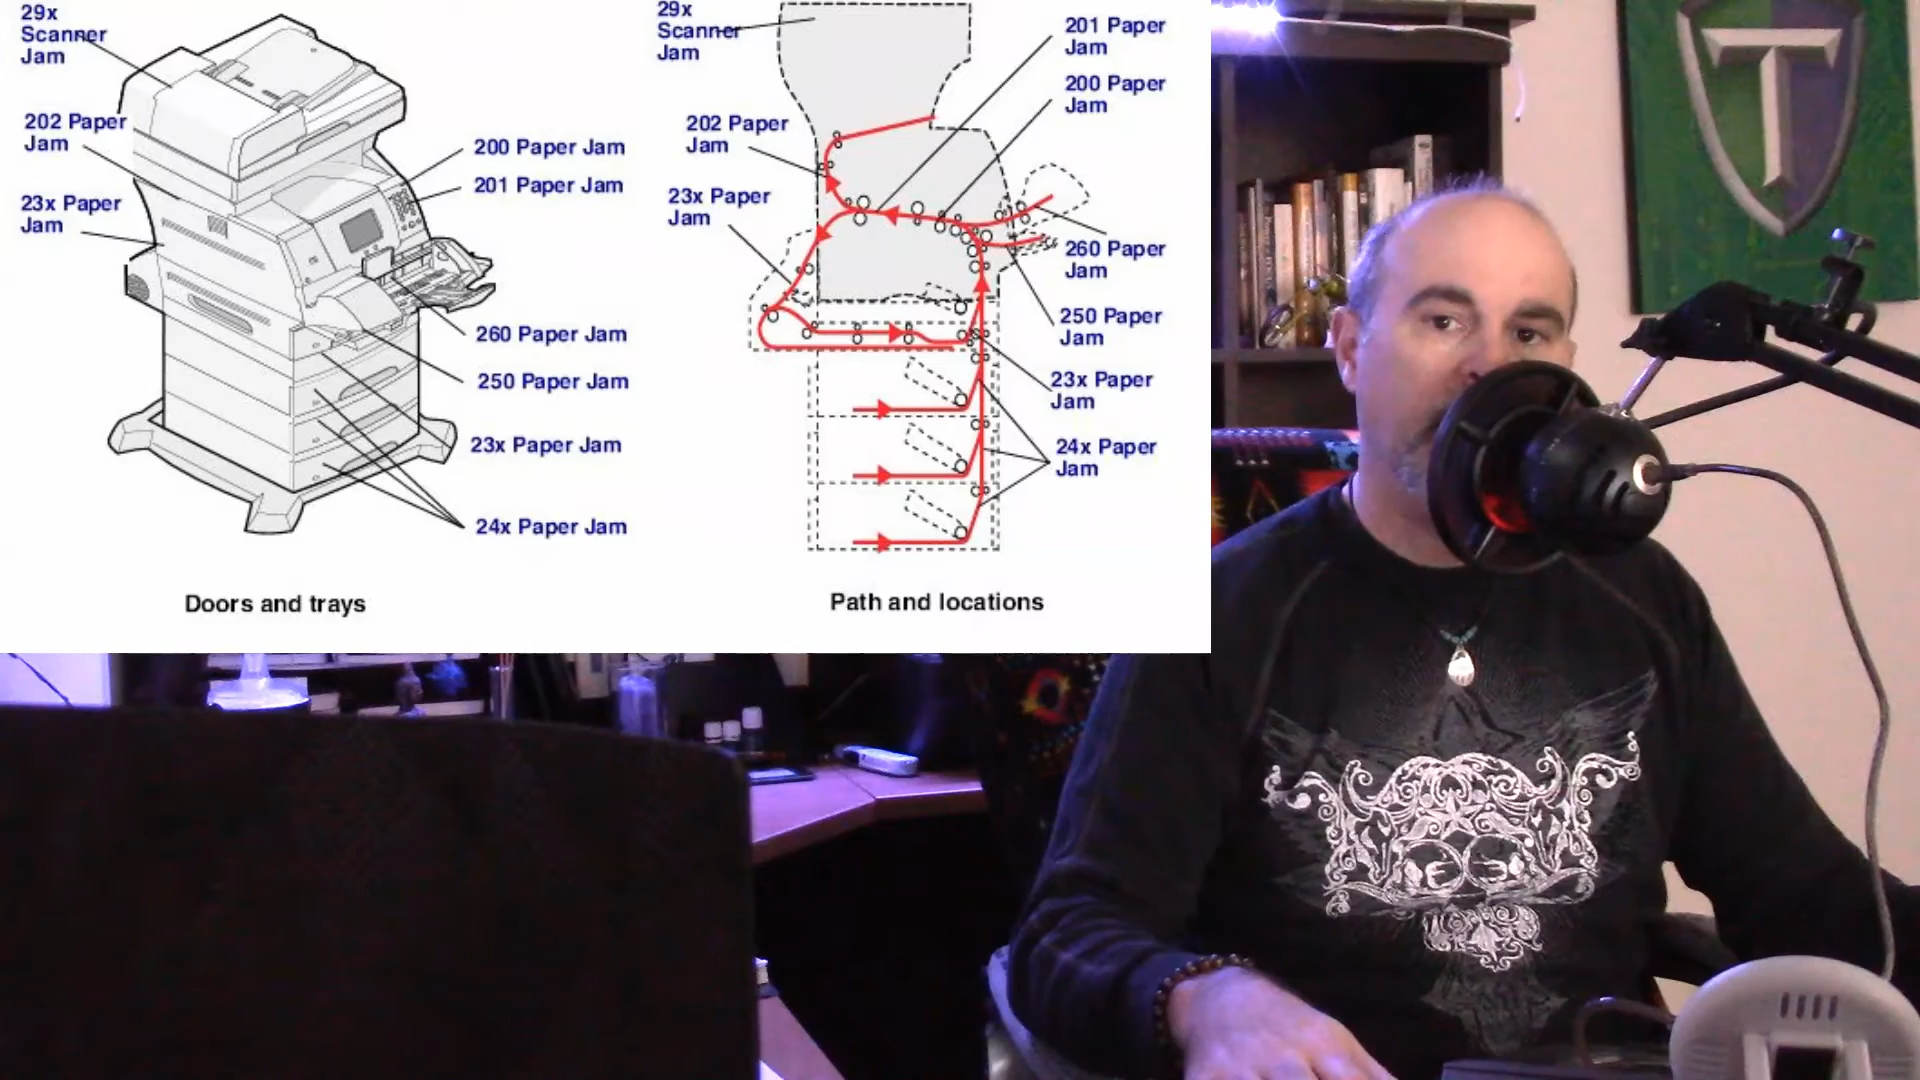 29x
Scanner
Jam
202 Paper
Jam
23x Paper
Jam
200 Paper Jam
201 Paper Jam
260 Paper Jam
250 Paper Jam
23x Paper Jam
24x Paper Jam
Doors and trays
29x
Scanner
Jam
202 Paper
Jam
23x Paper
Jam
201 Paper
Jam
200 Paper
Jam
260 Paper
Jam
250 Paper
Jam
23x Paper
Jam
24x Paper
Jam
Path and locations
T